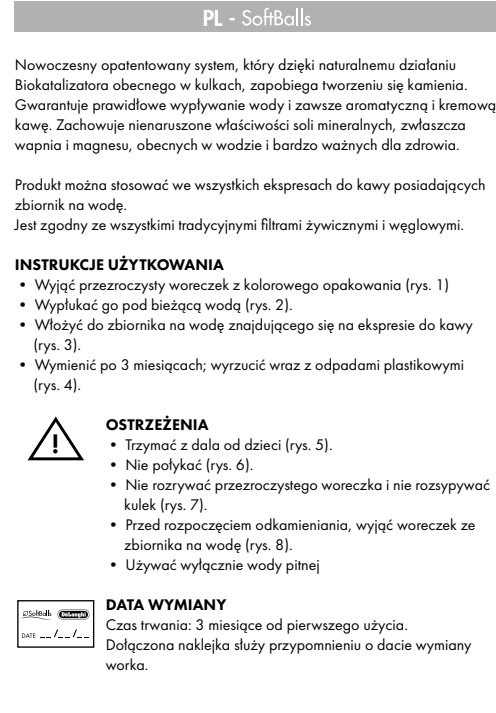 PL - SoftBalls
Nowoczesny opatentowany system, który dzięki naturalnemu działaniu
Biokatalizatora obecnego w kulkach, zapobiega tworzeniu się kamienia.
Gwarantuje prawidłowe wypływanie wody i zawsze aromatyczną i kremową
kawę. Zachowuje nienaruszone właściwości soli mineralnych, zwłaszcza
wapnia i magnesu, obecnych w wodzie i bardzo ważnych dla zdrowia.
Produkt można stosować we wszystkich ekspresach do kawy posiadających
zbiornik na wodę.
Jest zgodny ze wszystkimi tradycyjnymi filtrami żywicznymi i węglowymi.
INSTRUKCJE UŻYTKOWANIA
• Wyjąć przezroczysty woreczek z kolorowego opakowania (rys. 1)
• Wypłukać go pod bieżącą wodą (rys. 2).
• Włożyć do zbiornika na wodę znajdującego się na ekspresie do kawy
(rys. 3).
• Wymienić po 3 miesiącach; wyrzucić wraz z odpadami plastikowymi
(rys. 4).
OSTRZEŻENIA
• Trzymać z dala od dzieci (rys. 5).
• Nie połykać (rys. 6).
• Nie rozrywać przezroczystego woreczka i nie rozsypywać
kulek (rys. 7).
• Przed rozpoczęciem odkamieniania, wyjąć woreczek ze
zbiornika na wodę (rys. 8).
• Używać wyłącznie wody pitnej
SoftBalls DeLonghi
DATE __/__/__
DATA WYMIANY
Czas trwania: 3 miesiące od pierwszego użycia.
Dołączona naklejka służy przypomnieniu o dacie wymiany
worka.